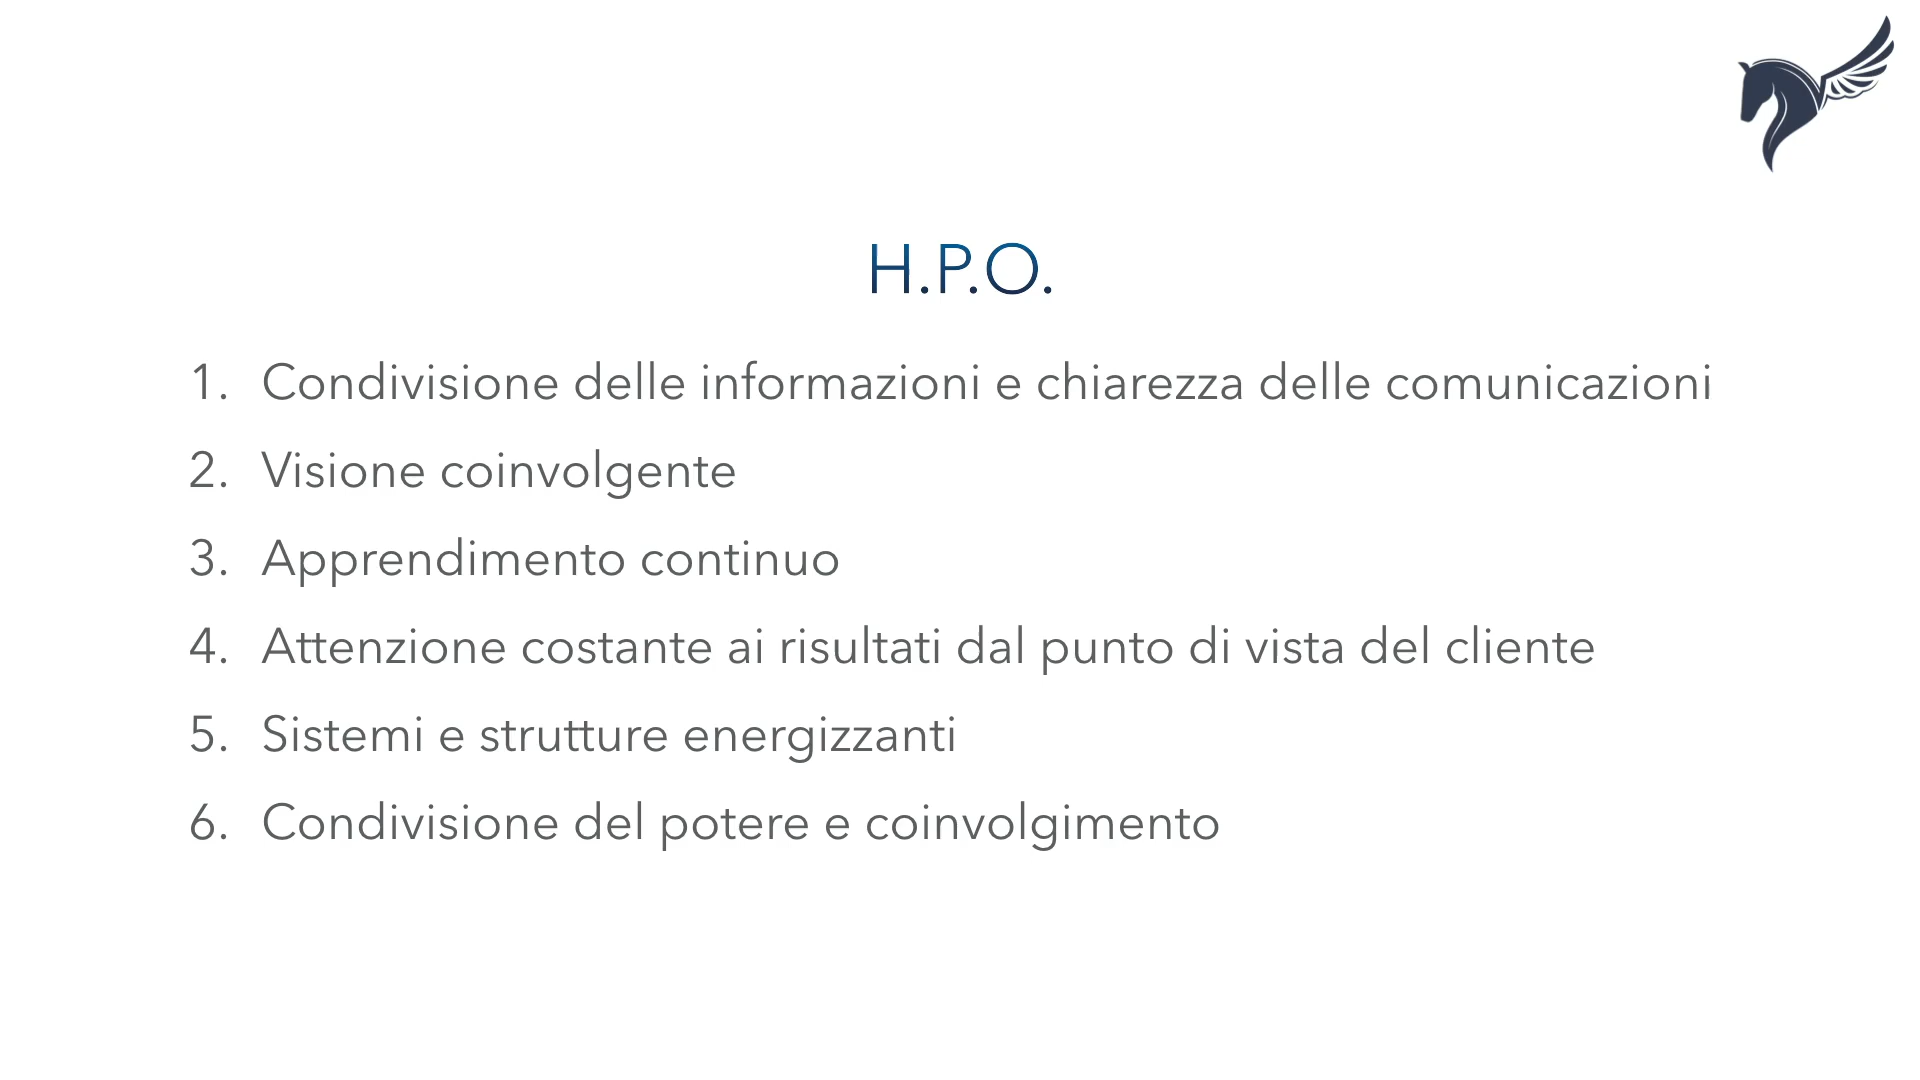 H.P.O.
1. Condivisione delle informazioni e chiarezza delle comunicazioni
2. Visione coinvolgente
3. Apprendimento continuo
4. Attenzione costante ai risultati dal punto di vista del cliente
5. Sistemi e strutture energizzanti
6. Condivisione del potere e coinvolgimento